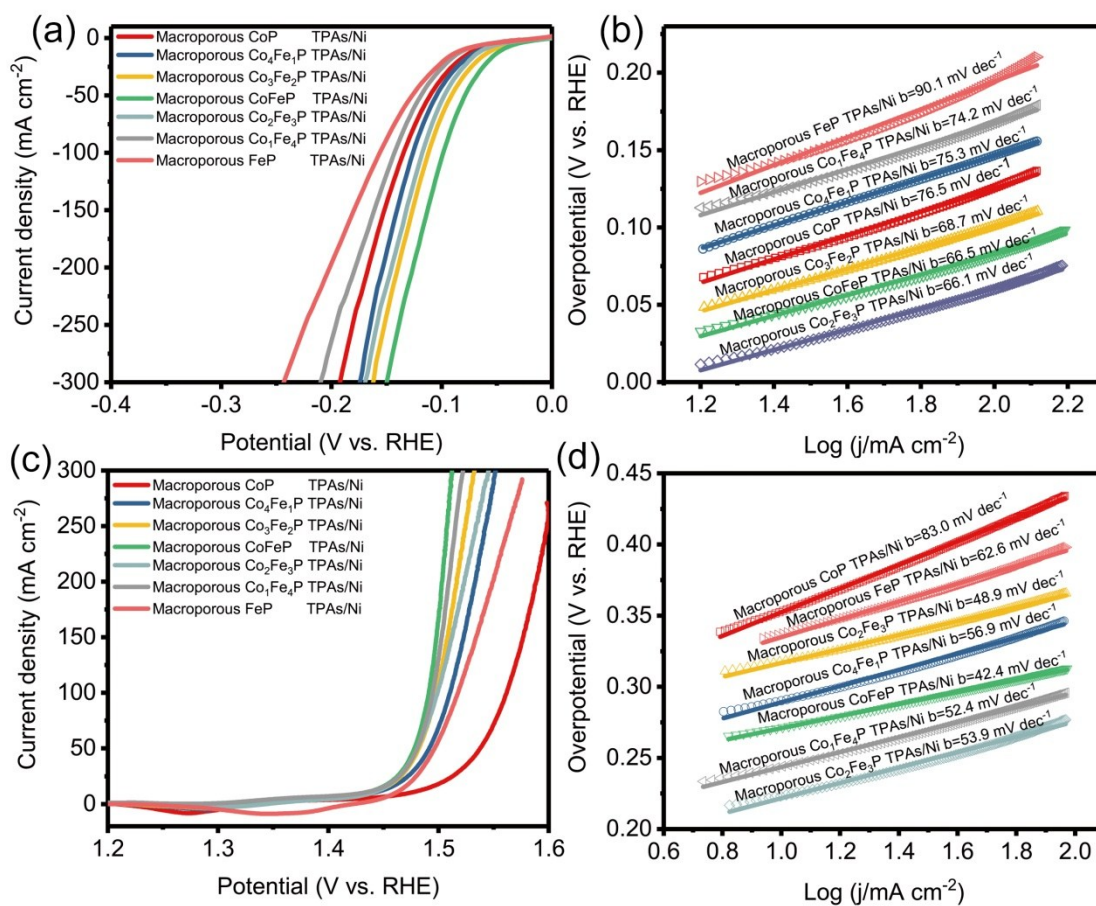 (a)
Macroporous CoP TPAs/Ni
Macroporous Co₄Fe₁P TPAs/Ni
Macroporous Co₃Fe₂P TPAs/Ni
Macroporous CoFeP TPAs/Ni
Macroporous Co₂Fe₃P TPAs/Ni
Macroporous Co₁Fe₄P TPAs/Ni
Macroporous FeP TPAs/Ni
Current density (mA cm⁻²)
0
-50
-100
-150
-200
-250
-300
-0.4 -0.3 -0.2 -0.1 0.0
Potential (V vs. RHE)
(b)
Overpotential (V vs. RHE)
0.20
0.15
0.10
0.05
0.00
Macroporous FeP TPAs/Ni b=90.1 mV dec⁻¹
Macroporous Co₁Fe₄P TPAs/Ni b=74.2 mV dec⁻¹
Macroporous Co₄Fe₁P TPAs/Ni b=75.3 mV dec⁻¹
Macroporous CoP TPAs/Ni b=76.5 mV dec⁻¹
Macroporous Co₃Fe₂P TPAs/Ni b=68.7 mV dec⁻¹
Macroporous CoFeP TPAs/Ni b=66.5 mV dec⁻¹
Macroporous Co₂Fe₃P TPAs/Ni b=66.1 mV dec⁻¹
1.2 1.4 1.6 1.8 2.0 2.2
Log (j/mA cm⁻²)
(c)
Macroporous CoP TPAs/Ni
Macroporous Co₄Fe₁P TPAs/Ni
Macroporous Co₃Fe₂P TPAs/Ni
Macroporous CoFeP TPAs/Ni
Macroporous Co₂Fe₃P TPAs/Ni
Macroporous Co₁Fe₄P TPAs/Ni
Macroporous FeP TPAs/Ni
Current density (mA cm⁻²)
300
250
200
150
100
50
0
1.2 1.3 1.4 1.5 1.6
Potential (V vs. RHE)
(d)
Overpotential (V vs. RHE)
0.45
0.40
0.35
0.30
0.25
0.20
Macroporous CoP TPAs/Ni b=83.0 mV dec⁻¹
Macroporous FeP TPAs/Ni b=62.6 mV dec⁻¹
Macroporous Co₂Fe₃P TPAs/Ni b=48.9 mV dec⁻¹
Macroporous Co₄Fe₁P TPAs/Ni b=56.9 mV dec⁻¹
Macroporous CoFeP TPAs/Ni b=42.4 mV dec⁻¹
Macroporous Co₁Fe₄P TPAs/Ni b=52.4 mV dec⁻¹
Macroporous Co₂Fe₃P TPAs/Ni b=53.9 mV dec⁻¹
0.6 0.8 1.0 1.2 1.4 1.6 1.8 2.0
Log (j/mA cm⁻²)